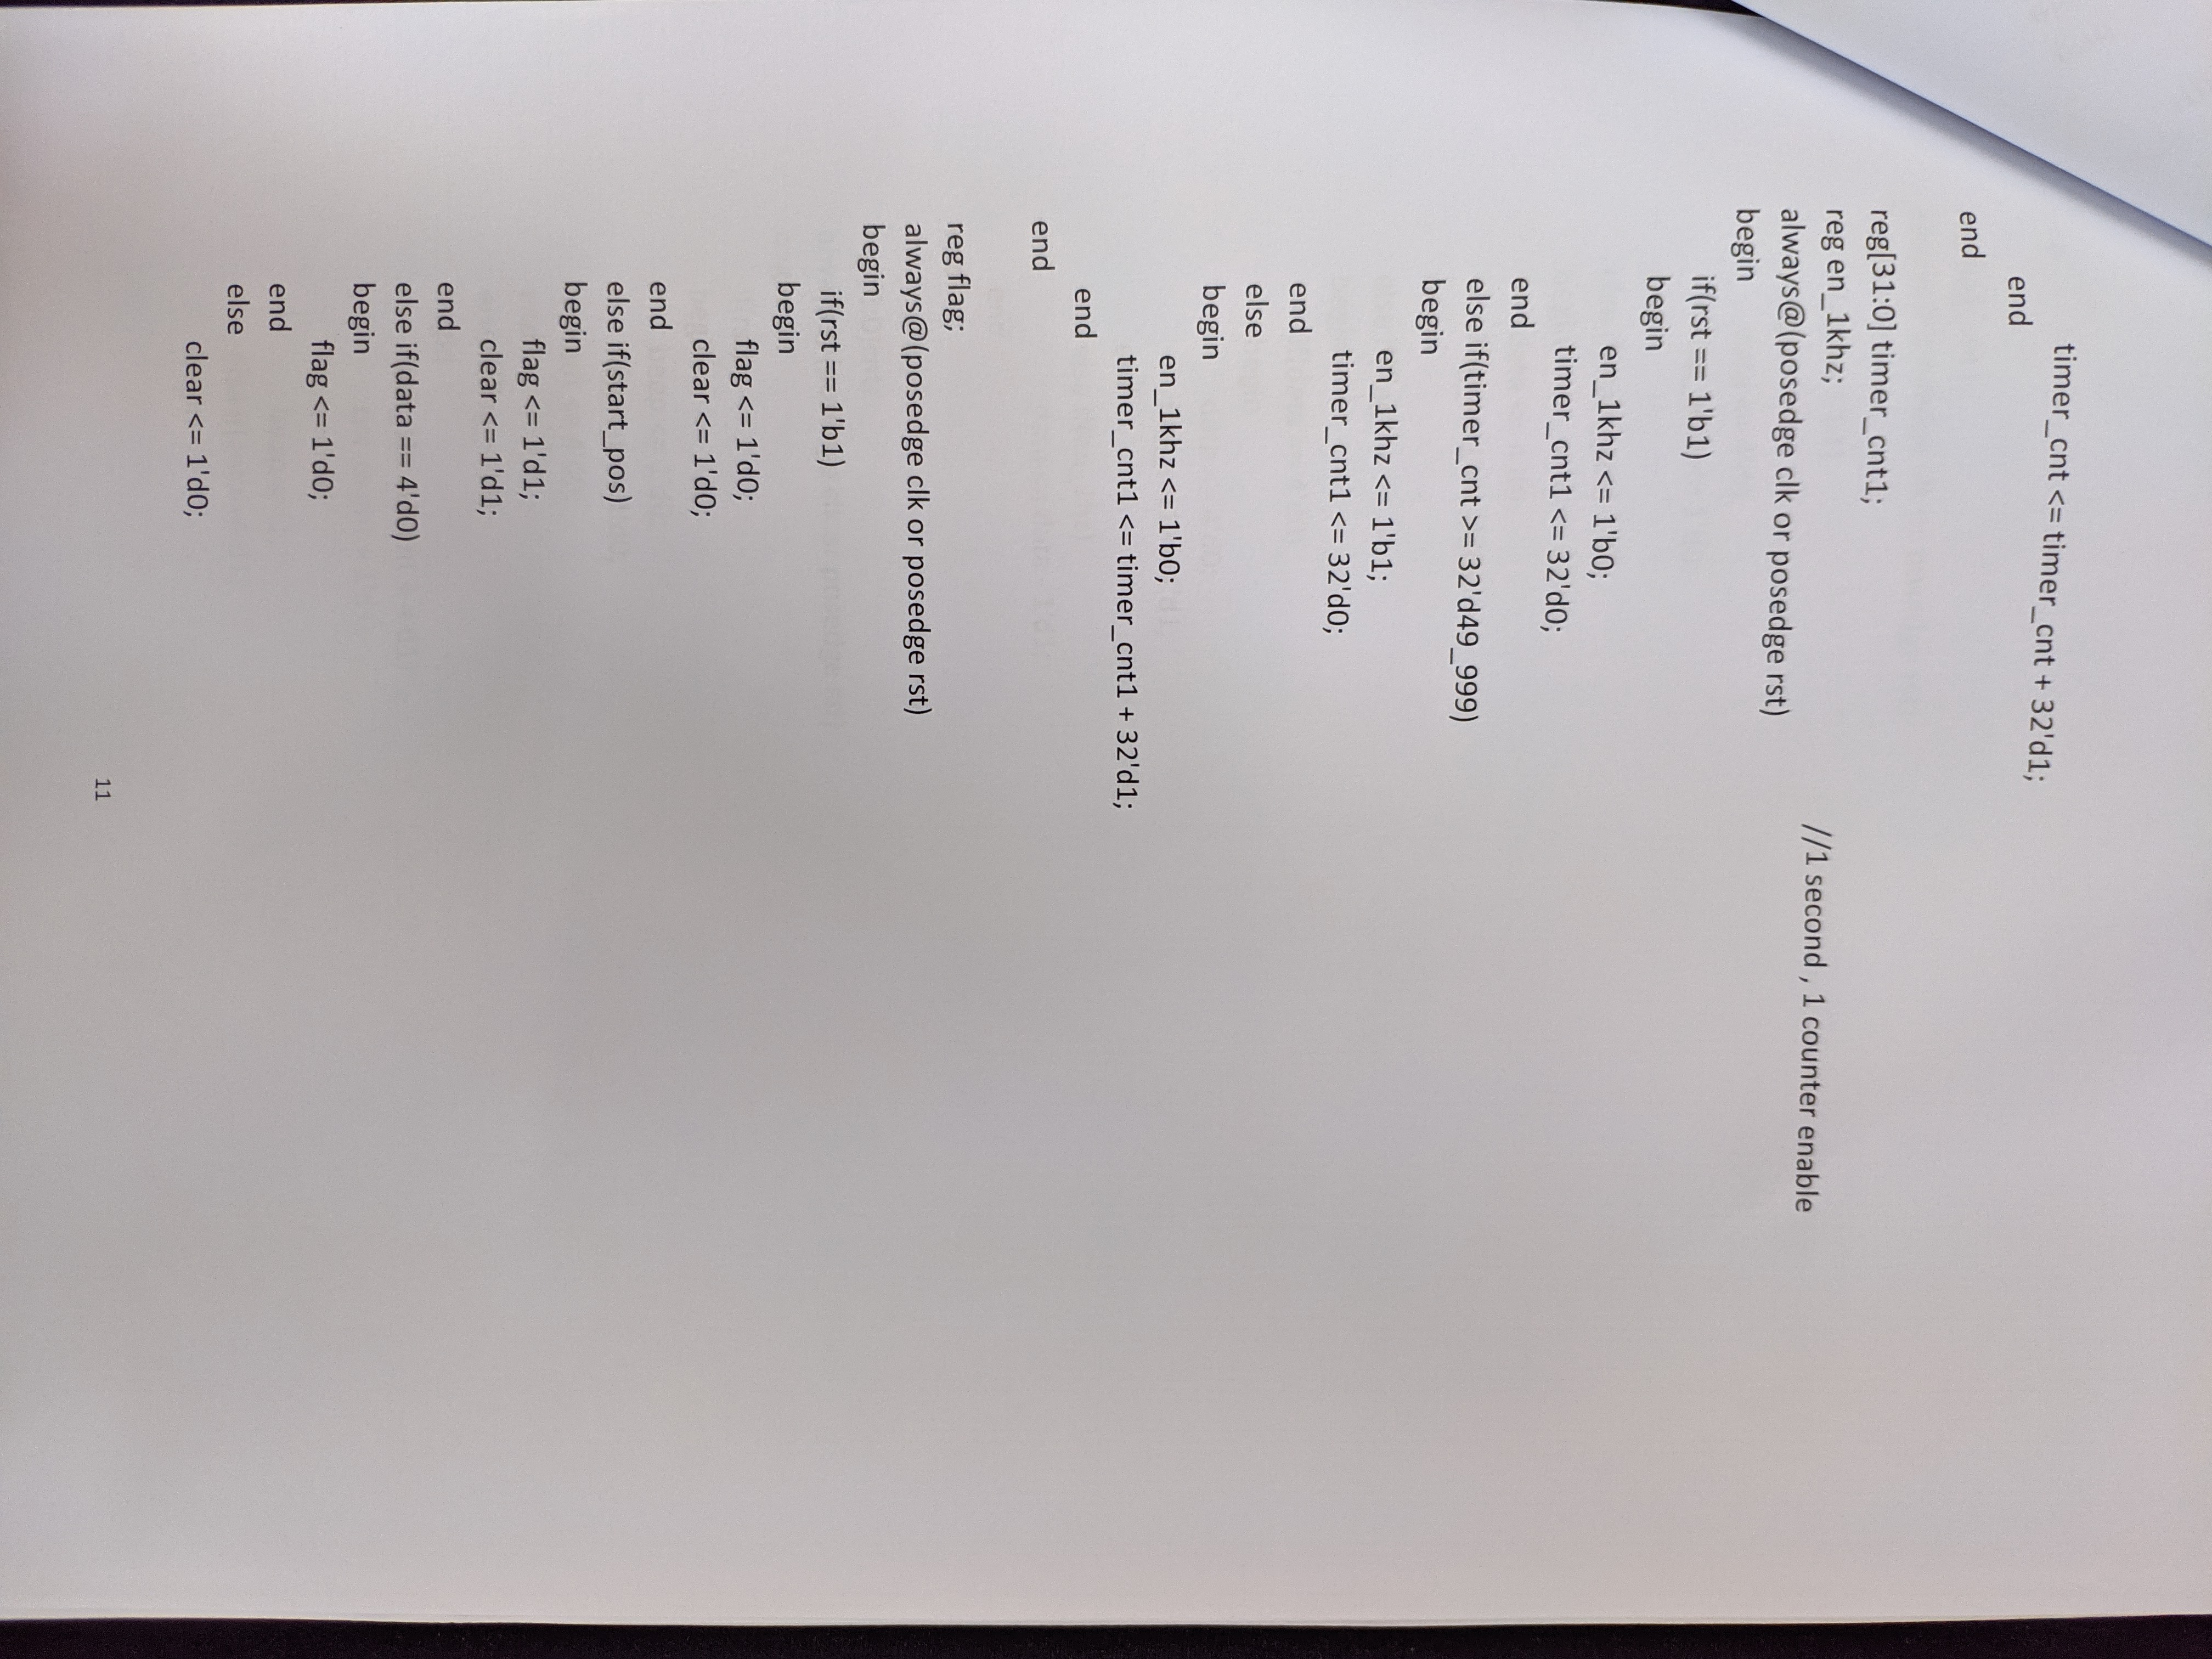 timer_cnt <= timer_cnt + 32'd1;
end
end
reg[31:0] timer_cnt1;
reg en_1khz; //1 second , 1 counter enable
always@(posedge clk or posedge rst)
begin
if(rst == 1'b1)
begin
en_1khz <= 1'b0;
timer_cnt1 <= 32'd0;
end
else if(timer_cnt >= 32'd49_999)
begin
en_1khz <= 1'b1;
timer_cnt1 <= 32'd0;
end
else
begin
en_1khz <= 1'b0;
timer_cnt1 <= timer_cnt1 + 32'd1;
end
end
reg flag;
always@(posedge clk or posedge rst)
begin
if(rst == 1'b1)
begin
flag <= 1'd0;
clear <= 1'd0;
end
else if(start_pos)
begin
flag <= 1'd1;
clear <= 1'd1;
end
else if(data == 4'd0)
begin
flag <= 1'd0;
end
else
clear <= 1'd0;
11